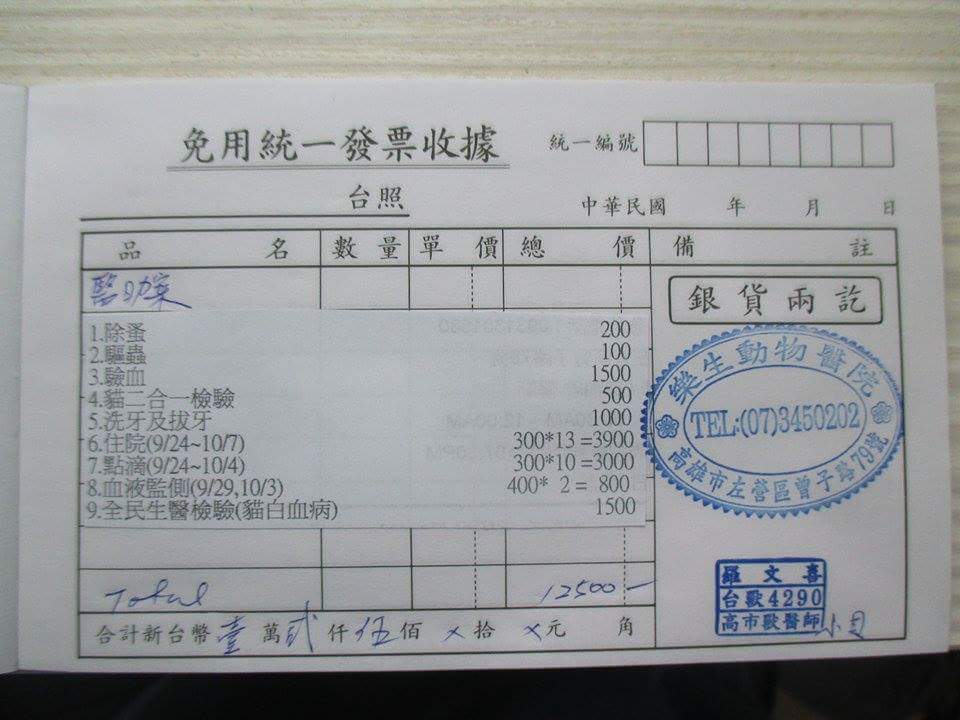 免用統一發票收據
統一編號
台照
中華民國 年 月 日
品名 數量 單價 總價 備註
醫助案
銀貨兩訖
1.除蚤 200
2.驅蟲 100
3.驗血 1500
4.貓二合一檢驗 500
5.洗牙及拔牙 1000
6.住院(9/24~10/7) 300*13 =3900
7.點滴(9/24~10/4) 300*10 =3000
8.血液監側(9/29,10/3) 400* 2 = 800
9.全民生醫檢驗(貓白血病) 1500
樂生動物醫院
TEL:(07)3450202
高雄市左營區曾子路79號
Total 12500
合計新台幣壹萬貳仟伍佰x拾x元 角
羅文喜
台獸4290
高市獸醫師